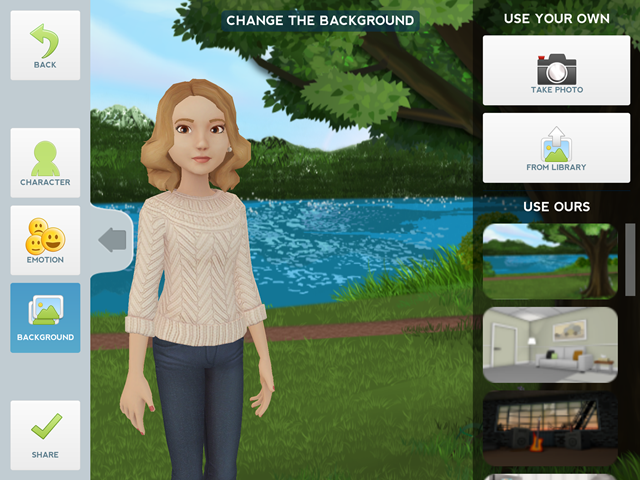 CHANGE THE BACKGROUND
USE YOUR OWN
BACK
TAKE PHOTO
CHARACTER
FROM LIBRARY
USE OURS
EMOTION
BACKGROUND
SHARE